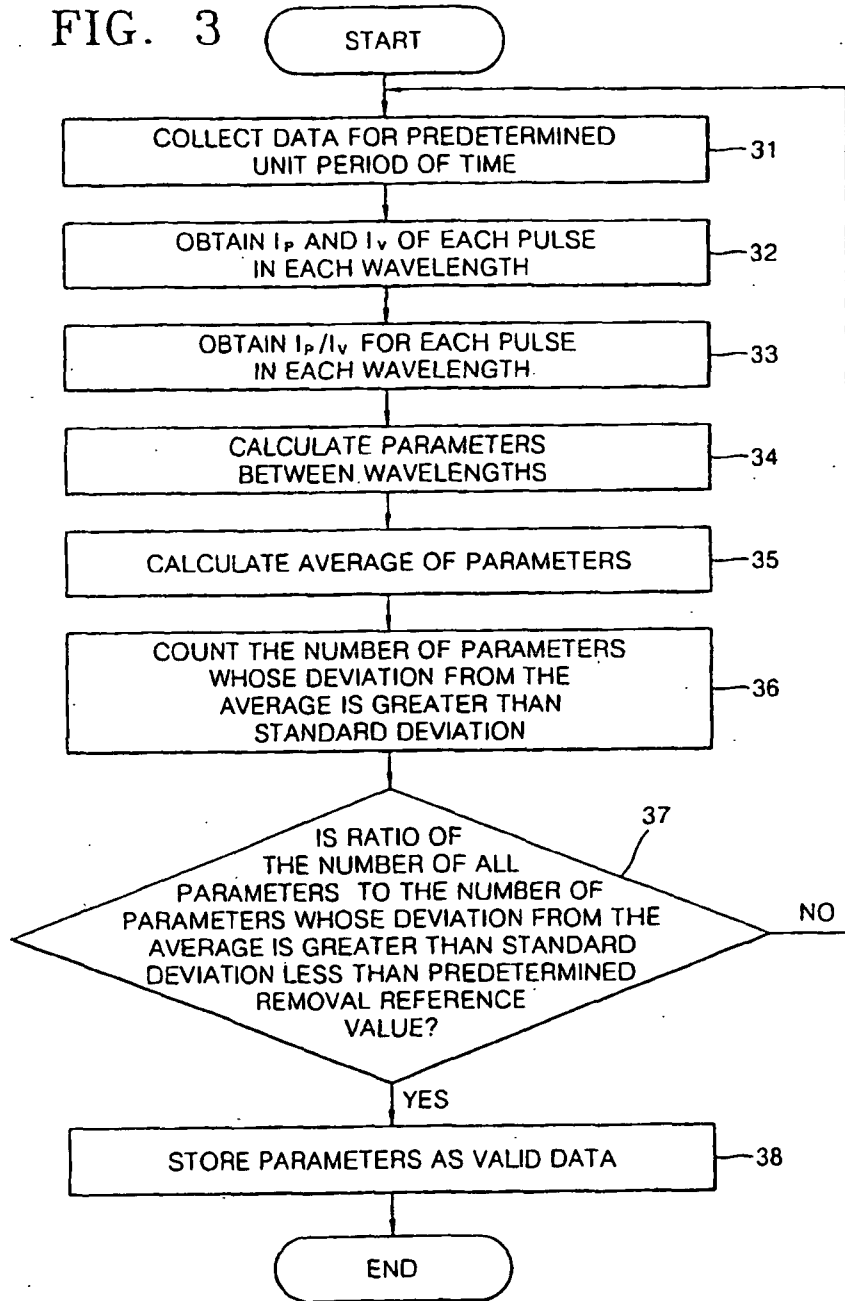 FIG. 3
START
COLLECT DATA FOR PREDETERMINED
UNIT PERIOD OF TIME
31
OBTAIN IP AND IV OF EACH PULSE
IN EACH WAVELENGTH
32
OBTAIN IP/IV FOR EACH PULSE
IN EACH WAVELENGTH
33
CALCULATE PARAMETERS
BETWEEN WAVELENGTHS
34
CALCULATE AVERAGE OF PARAMETERS
35
COUNT THE NUMBER OF PARAMETERS
WHOSE DEVIATION FROM THE
AVERAGE IS GREATER THAN
STANDARD DEVIATION
36
37
IS RATIO OF
THE NUMBER OF ALL
PARAMETERS TO THE NUMBER OF
PARAMETERS WHOSE DEVIATION FROM THE
AVERAGE IS GREATER THAN STANDARD
DEVIATION LESS THAN PREDETERMINED
REMOVAL REFERENCE
VALUE?
NO
YES
STORE PARAMETERS AS VALID DATA
38
END